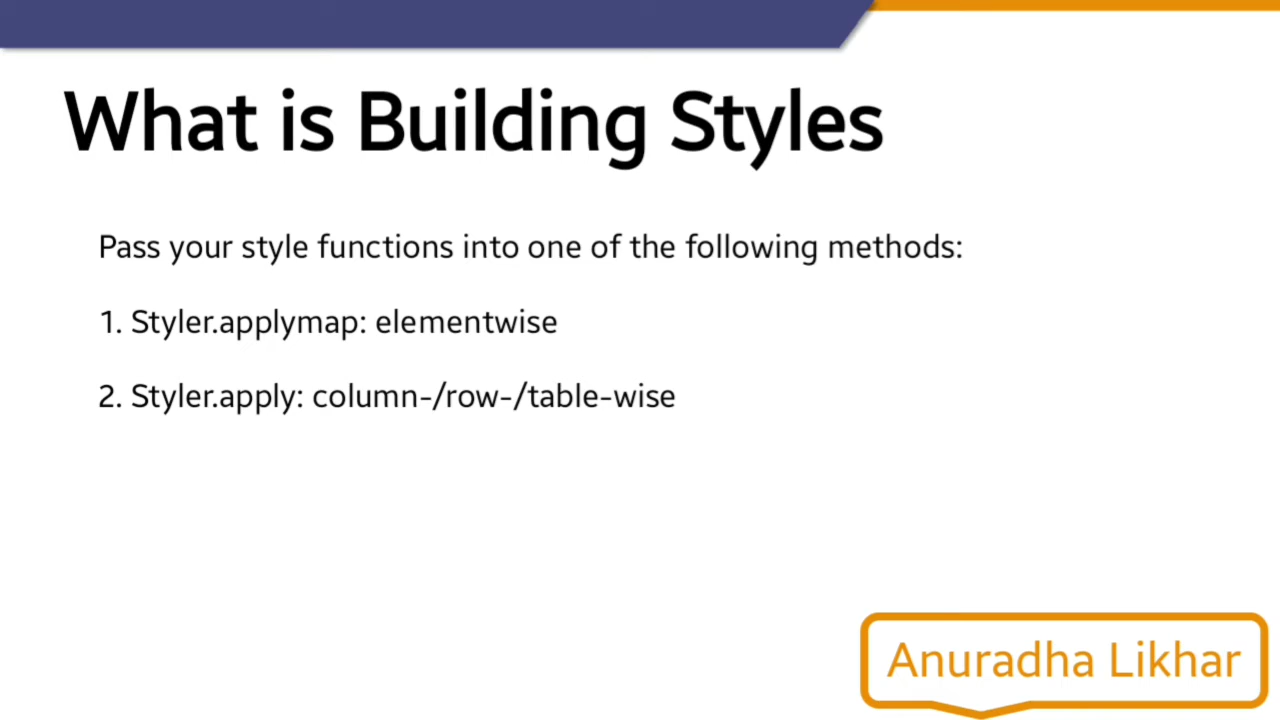 What is Building Styles
Pass your style functions into one of the following methods:
1. Styler.applymap: elementwise
2. Styler.apply: column-/row-/table-wise
Anuradha Likhar